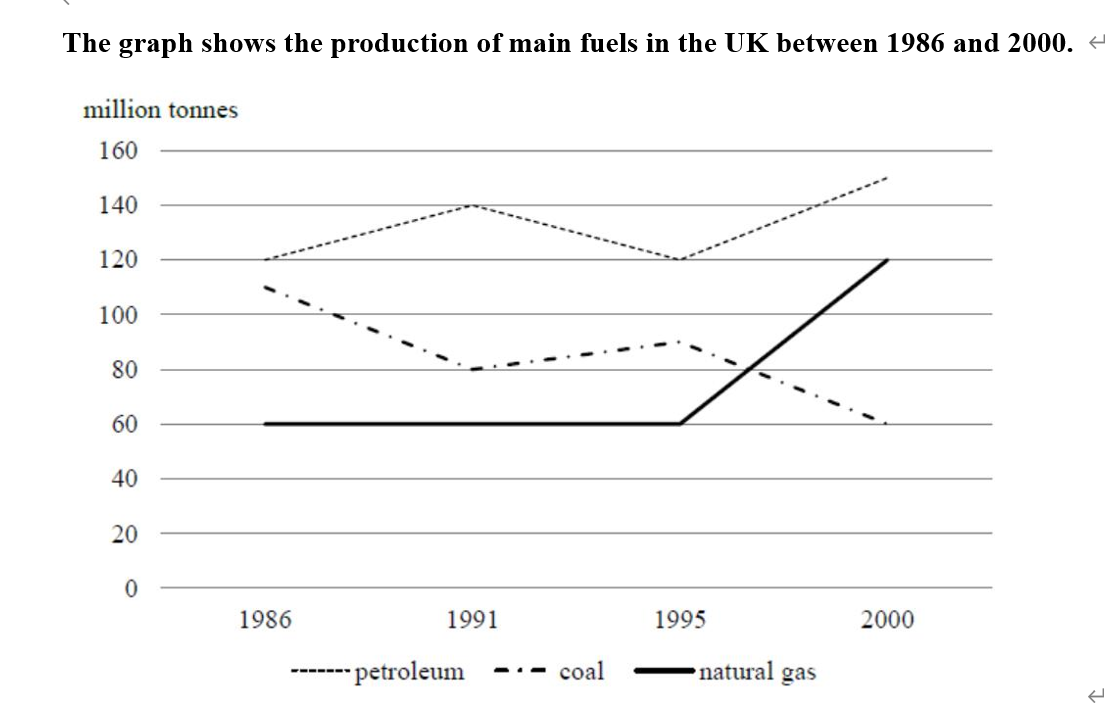 The graph shows the production of main fuels in the UK between 1986 and 2000.
million tonnes
160
140
120
100
80
60
40
20
0
1986 1991 1995 2000
petroleum coal natural gas